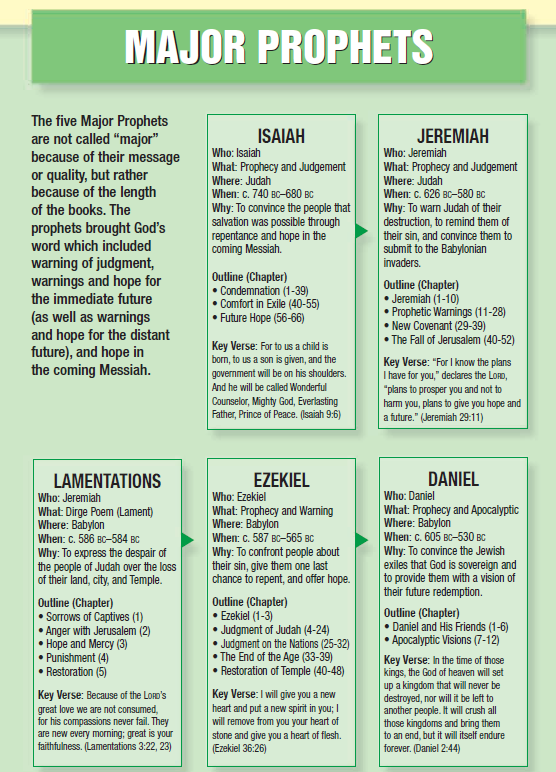 MAJOR PROPHETS
The five Major Prophets
are not called “major”
because of their message
or quality, but rather
because of the length
of the books. The
prophets brought God’s
word which included
warning of judgment,
warnings and hope for
the immediate future
(as well as warnings
and hope for the distant
future), and hope in
the coming Messiah.
ISAIAH
Who: Isaiah
What: Prophecy and Judgement
Where: Judah
When: c. 740 BC–680 BC
Why: To convince the people that
salvation was possible through
repentance and hope in the
coming Messiah.
Outline (Chapter)
• Condemnation (1-39)
• Comfort in Exile (40-55)
• Future Hope (56-66)
Key Verse: For to us a child is
born, to us a son is given, and the
government will be on his shoulders.
And he will be called Wonderful
Counselor, Mighty God, Everlasting
Father, Prince of Peace. (Isaiah 9:6)
JEREMIAH
Who: Jeremiah
What: Prophecy and Judgement
Where: Judah
When: c. 626 BC–580 BC
Why: To warn Judah of their
destruction, to remind them of
their sin, and convince them to
submit to the Babylonian
invaders.
Outline (Chapter)
• Jeremiah (1-10)
• Prophetic Warnings (11-28)
• New Covenant (29-39)
• The Fall of Jerusalem (40-52)
Key Verse: “For I know the plans
I have for you,” declares the LORD,
“plans to prosper you and not to
harm you, plans to give you hope and
a future.” (Jeremiah 29:11)
LAMENTATIONS
Who: Jeremiah
What: Dirge Poem (Lament)
Where: Babylon
When: c. 586 BC–584 BC
Why: To express the despair of
the people of Judah over the loss
of their land, city, and Temple.
Outline (Chapter)
• Sorrows of Captives (1)
• Anger with Jerusalem (2)
• Hope and Mercy (3)
• Punishment (4)
• Restoration (5)
Key Verse: Because of the LORD’s
great love we are not consumed,
for his compassions never fail. They
are new every morning; great is your
faithfulness. (Lamentations 3:22, 23)
EZEKIEL
Who: Ezekiel
What: Prophecy and Warning
Where: Babylon
When: c. 587 BC–565 BC
Why: To confront people about
their sin, give them one last
chance to repent, and offer hope.
Outline (Chapter)
• Ezekiel (1-3)
• Judgment of Judah (4-24)
• Judgment on the Nations (25-32)
• The End of the Age (33-39)
• Restoration of Temple (40-48)
Key Verse: I will give you a new
heart and put a new spirit in you; I
will remove from you your heart of
stone and give you a heart of flesh.
(Ezekiel 36:26)
DANIEL
Who: Daniel
What: Prophecy and Apocalyptic
Where: Babylon
When: c. 605 BC–530 BC
Why: To convince the Jewish
exiles that God is sovereign and
to provide them with a vision of
their future redemption.
Outline (Chapter)
• Daniel and His Friends (1-6)
• Apocalyptic Visions (7-12)
Key Verse: In the time of those
kings, the God of heaven will set
up a kingdom that will never be
destroyed, nor will it be left to
another people. It will crush all
those kingdoms and bring them
to an end, but it will itself endure
forever. (Daniel 2:44)